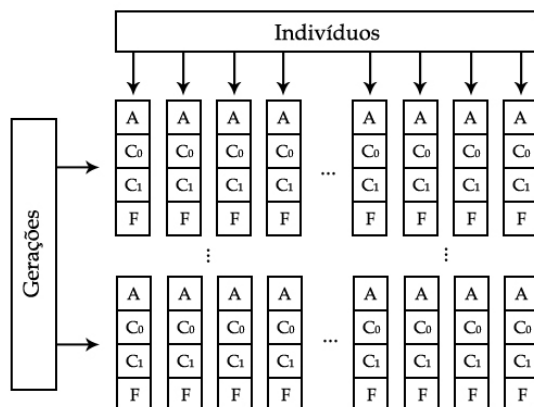 Indivíduos
Gerações
A A A A A A A A
C0 C0 C0 C0 C0 C0 C0 C0
C1 C1 C1 C1 ... C1 C1 C1 C1
F F F F F F F F
... ...
A A A A A A A A
C0 C0 C0 C0 ... C0 C0 C0 C0
C1 C1 C1 C1 C1 C1 C1 C1
F F F F F F F F